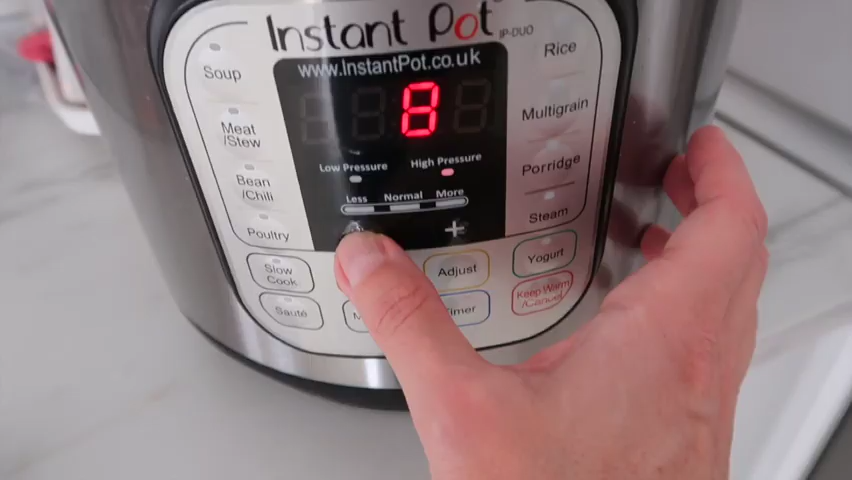 Instant Pot
IP-DUO
www.InstantPot.co.uk
8
Low Pressure
High Pressure
Less
Normal
More
+
Soup
Meat
/Stew
Bean
/Chili
Poultry
Slow
Cook
Sauté
Rice
Multigrain
Porridge
Steam
Adjust
Yogurt
Keep Warm
/Cancel